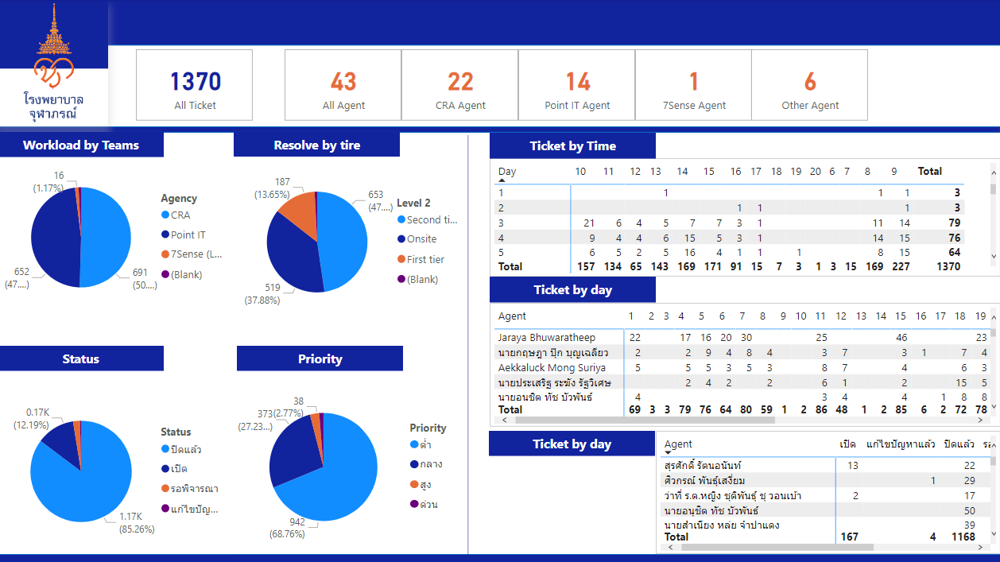 โรงพยาบาล
จุฬาภรณ์
1370
All Ticket
43
All Agent
22
CRA Agent
14
Point IT Agent
1
7Sense Agent
6
Other Agent
Workload by Teams
16
(1.17%)
652
(47....)
691
(50....)
Agency
CRA
Point IT
7Sense (L...
(Blank)
Resolve by tire
187
(13.65%)
653
(47....)
519
(37.88%)
Level 2
Second ti...
Onsite
First tier
(Blank)
Status
0.17K
(12.19%)
1.17K
(85.26%)
Status
ปิดแล้ว
เปิด
รอพิจารณา
แก้ไขปัญ...
Priority
38
(2.77%)
373
(27.23...)
942
(68.76%)
Priority
ต่ำ
กลาง
สูง
ด่วน
Ticket by Time
Day 10 11 12 13 14 15 16 17 18 19 20 6 7 8 9 Total
1 1 1 1 3
2 1 1 1 3
3 21 6 4 5 7 7 3 1 11 14 79
4 9 4 4 6 15 5 3 1 14 15 76
5 6 5 2 5 16 4 1 1 1 8 15 64
Total 157 134 65 143 169 171 91 15 7 3 1 3 15 169 227 1370
Ticket by day
Agent 1 2 3 4 5 6 7 8 9 10 11 12 13 14 15 16 17 18 19
Jaraya Bhuwaratheep 22 17 16 20 30 25 46 23
นายกฤษฎา ปุ๊ก บุญเฉลียว 2 2 9 4 8 4 3 7 3 1 7 4
Aekkaluck Mong Suriya 5 5 5 3 5 3 8 7 4 6 3
นายประเสริฐ ระฆัง รัฐวิเศษ 2 4 2 2 6 1 2 15 5
นายอนุชิต ทัช บัวพันธ์ 4 3 4 4 1 8 8
Total 69 3 3 79 76 64 80 59 1 2 86 48 1 2 85 6 2 72 78
Ticket by day
Agent เปิด แก้ไขปัญหาแล้ว ปิดแล้ว
สุรศักดิ์ รัตนอนันท์ 13 22
ศิวกรณ์ พันธุ์เสงี่ยม 1 29
ว่าที่ ร.ต.หญิง ชุติพันธุ์ ชุ วอนเบ้า 2 17
นายอนุชิต ทัช บัวพันธ์ 50
นายสำเนียง หล่อ จำปาแดง 39
Total 167 4 1168